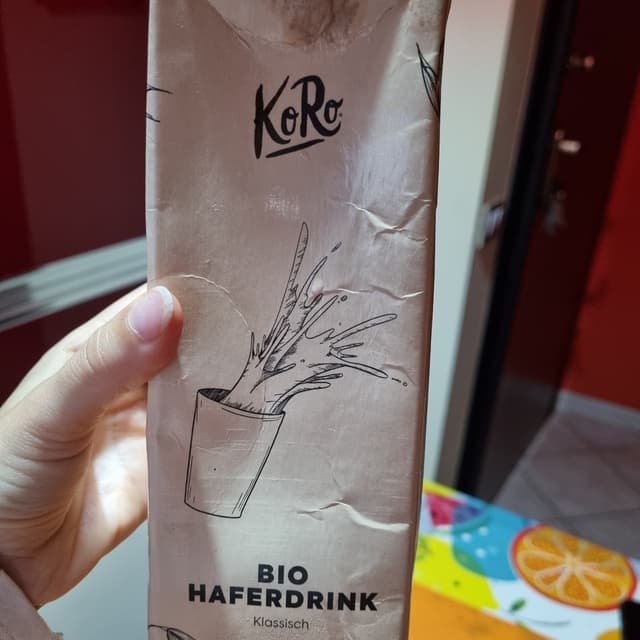 KoRo
BIO
HAFERDRINK
Klassisch